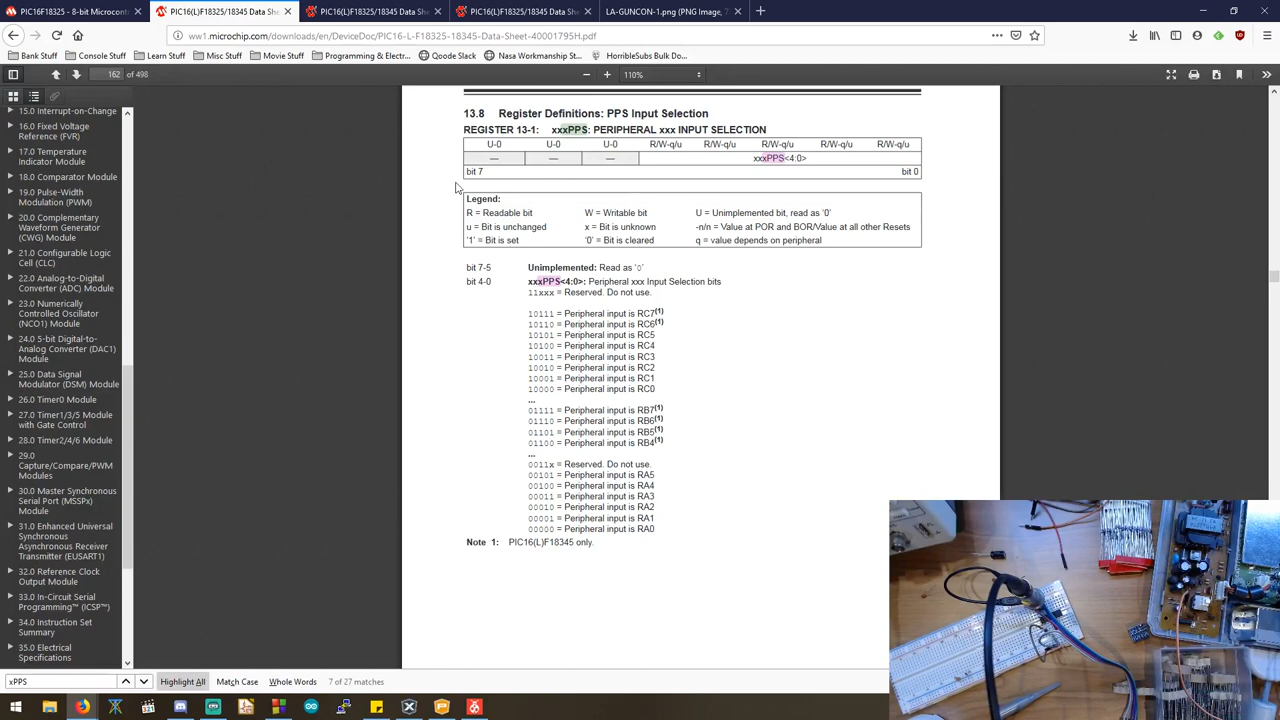 PIC16F18325 - 8-bit Microcont
PIC16(L)F18325/18345 Data She
PIC16(L)F18325/18345 Data She
PIC16(L)F18325/18345 Data She
LA-GUNCON-1.png (PNG Image, 7
ww1.microchip.com/downloads/en/DeviceDoc/PIC16-L-F18325-18345-Data-Sheet-40001795H.pdf
Bank Stuff
Console Stuff
Learn Stuff
Misc Stuff
Movie Stuff
Programming & Electr...
Qoode Slack
Nasa Workmanship St...
HorribleSubs Bulk Do...
162 of 498
110%
15.0 Interrupt-on-Change
16.0 Fixed Voltage
Reference (FVR)
17.0 Temperature
Indicator Module
18.0 Comparator Module
19.0 Pulse-Width
Modulation (PWM)
20.0 Complementary
Waveform Generator
(CWG) Module
21.0 Configurable Logic
Cell (CLC)
22.0 Analog-to-Digital
Converter (ADC) Module
23.0 Numerically
Controlled Oscillator
(NCO1) Module
24.0 5-bit Digital-to-
Analog Converter (DAC1)
Module
25.0 Data Signal
Modulator (DSM) Module
26.0 Timer0 Module
27.0 Timer1/3/5 Module
with Gate Control
28.0 Timer2/4/6 Module
29.0
Capture/Compare/PWM
Modules
30.0 Master Synchronous
Serial Port (MSSPx)
Module
31.0 Enhanced Universal
Synchronous
Asynchronous Receiver
Transmitter (EUSART1)
32.0 Reference Clock
Output Module
33.0 In-Circuit Serial
Programming™ (ICSP™)
34.0 Instruction Set
Summary
35.0 Electrical
Specifications
13.8 Register Definitions: PPS Input Selection
REGISTER 13-1: xxxPPS: PERIPHERAL xxx INPUT SELECTION
U-0 U-0 U-0 R/W-q/u R/W-q/u R/W-q/u R/W-q/u R/W-q/u
— — — xxxPPS<4:0>
bit 7 bit 0
Legend:
R = Readable bit W = Writable bit U = Unimplemented bit, read as ‘0’
u = Bit is unchanged x = Bit is unknown -n/n = Value at POR and BOR/Value at all other Resets
‘1’ = Bit is set ‘0’ = Bit is cleared q = value depends on peripheral
bit 7-5 Unimplemented: Read as ‘0’
bit 4-0 xxxPPS<4:0>: Peripheral xxx Input Selection bits
11xxx = Reserved. Do not use.
10111 = Peripheral input is RC7(1)
10110 = Peripheral input is RC6(1)
10101 = Peripheral input is RC5
10100 = Peripheral input is RC4
10011 = Peripheral input is RC3
10010 = Peripheral input is RC2
10001 = Peripheral input is RC1
10000 = Peripheral input is RC0
...
01111 = Peripheral input is RB7(1)
01110 = Peripheral input is RB6(1)
01101 = Peripheral input is RB5(1)
01100 = Peripheral input is RB4(1)
...
0011x = Reserved. Do not use.
00101 = Peripheral input is RA5
00100 = Peripheral input is RA4
00011 = Peripheral input is RA3
00010 = Peripheral input is RA2
00001 = Peripheral input is RA1
00000 = Peripheral input is RA0
Note 1: PIC16(L)F18345 only.
xPPS
Highlight All
Match Case
Whole Words
7 of 27 matches